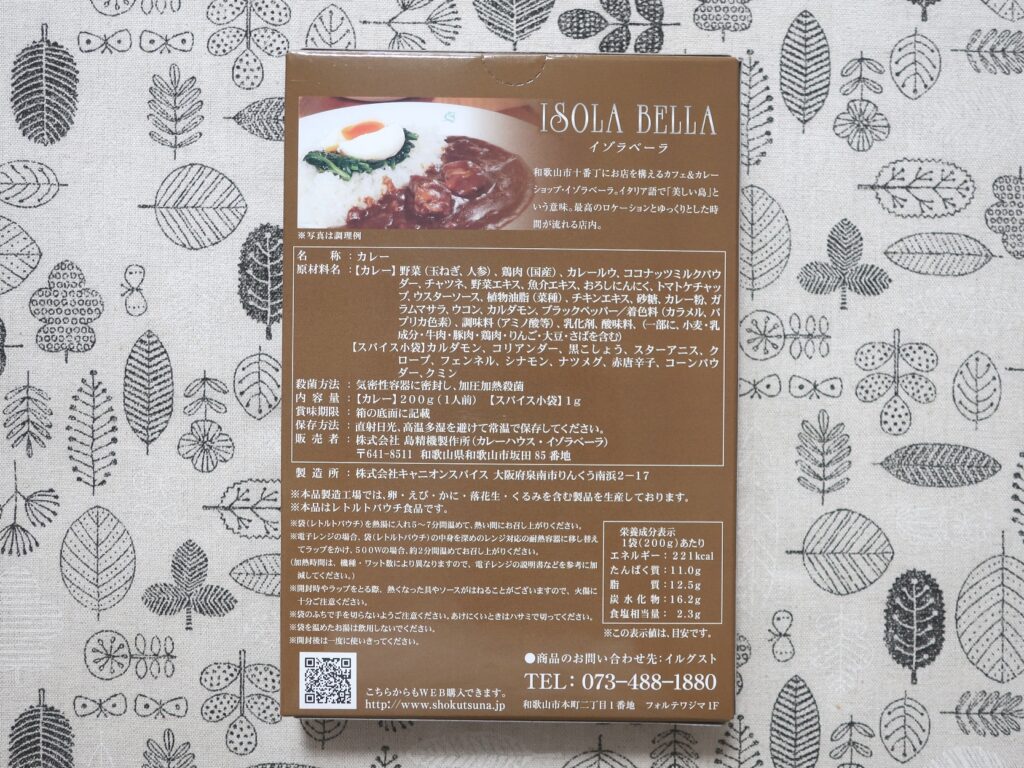 ISOLA BELLA
イゾラベーラ
和歌山市十番丁にお店を構えるカフェ&カレー
ショップ・イゾラベーラ。イタリア語で「美しい島」と
いう意味。最高のロケーションとゆっくりとした時
間が流れる店内。
※写真は調理例
名称：カレー
原材料名：【カレー】野菜（玉ねぎ、人参）、鶏肉（国産）、カレールウ、ココナッツミルクパウ
ダー、チャツネ、野菜エキス、魚介エキス、おろしにんにく、トマトケチャッ
プ、ウスターソース、植物油脂（菜種）、チキンエキス、砂糖、カレー粉、ガ
ラムマサラ、ウコン、カルダモン、ブラックペッパー／着色料（カラメル、パ
プリカ色素）、調味料（アミノ酸等）、乳化剤、酸味料、（一部に小麦・乳
成分・牛肉・豚肉・鶏肉・りんご・大豆・さばを含む）
【スパイス小袋】カルダモン、コリアンダー、黒こしょう、スターアニス、ク
ローブ、フェンネル、シナモン、ナツメグ、赤唐辛子、コーンパウ
ダー、クミン
殺菌方法：気密性容器に密封し、加圧加熱殺菌
内容量：【カレー】200g（1人前）【スパイス小袋】1g
賞味期限：箱の底面に記載
保存方法：直射日光、高温多湿を避けて常温で保存してください。
販売者：株式会社 島精機製作所（カレーハウス・イゾラベーラ）
〒641-8511 和歌山県和歌山市坂田85番地
製造所：株式会社キャニオンスパイス 大阪府泉南市りんくう南浜2－17
※本品製造工場では、卵・えび・かに・落花生・くるみを含む製品を生産しております。
※本品はレトルトパウチ食品です。
※袋（レトルトパウチ）を熱湯に入れ5～7分間温めて、熱い間にお召し上がりください。
※電子レンジの場合、袋（レトルトパウチ）の中身を深めのレンジ対応の耐熱容器に移し替え
てラップをかけ、500Wの場合、約2分間温めてお召し上がりください。
(加熱時間は、機種・ワット数により異なりますので、電子レンジの説明書などを参考に加
減してください。)
※開封時やラップをとる際、熱くなった具やソースがはねることがございますので、火傷に
十分ご注意ください。
※袋のふちで手を切らないようご注意ください。あけにくいときはハサミで切ってください。
※袋を温めたお湯は飲用しないでください。
※開封後は一度に使いきってください。
栄養成分表示
1袋(200g)あたり
エネルギー：221kcal
たんぱく質：11.0g
脂質：12.5g
炭水化物：16.2g
食塩相当量：2.3g
※この表示値は、目安です。
こちらからもWEB購入できます。
http://www.shokutsuna.jp
●商品のお問い合わせ先：イルグスト
TEL：073-488-1880
和歌山市本町二丁目1番地 フォルテワジマ1F